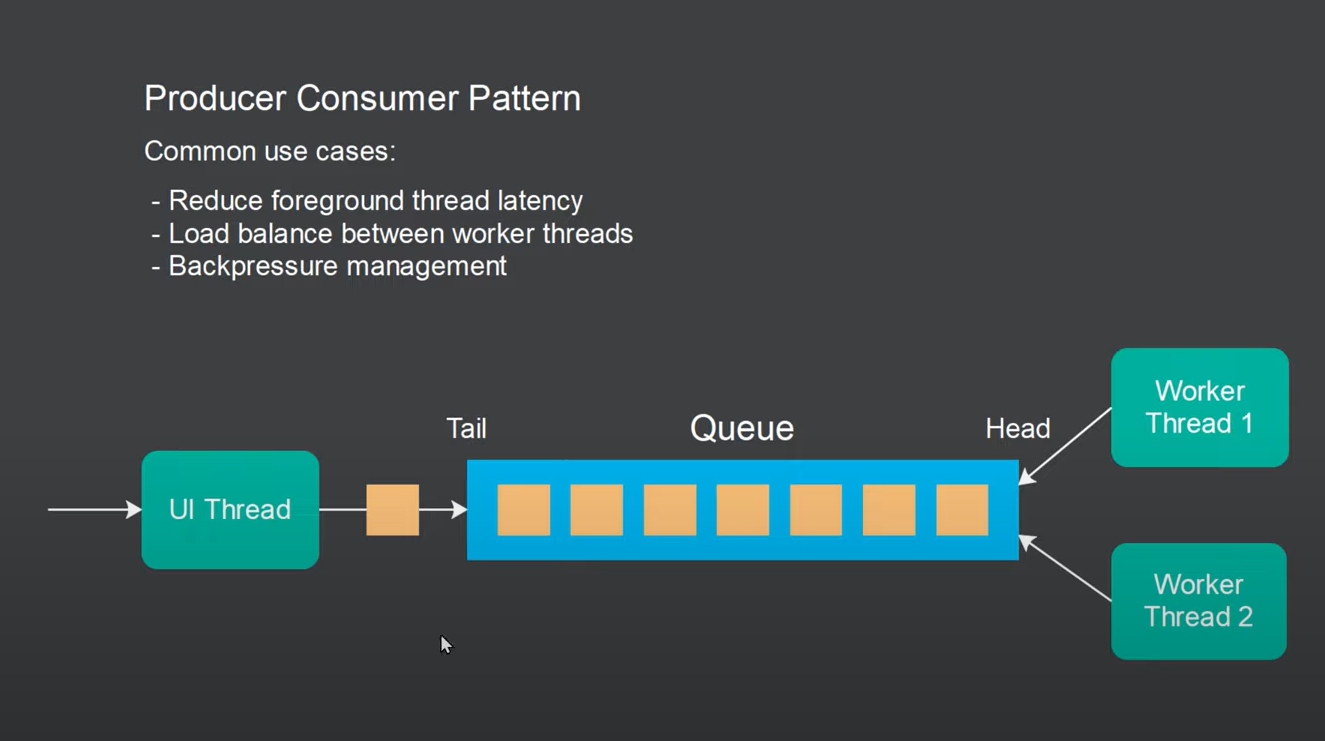 Producer Consumer Pattern
Common use cases:
- Reduce foreground thread latency
- Load balance between worker threads
- Backpressure management
Tail
Queue
Head
UI Thread
Worker
Thread 1
Worker
Thread 2